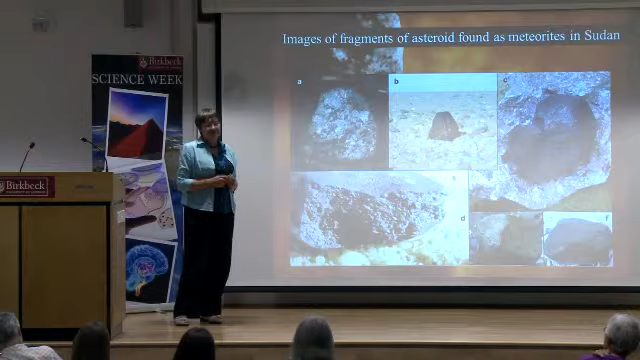 Images of fragments of asteroid found as meteorites in Sudan
Birkbeck
SCIENCE WEEK
a
b
c
d
f
Birkbeck